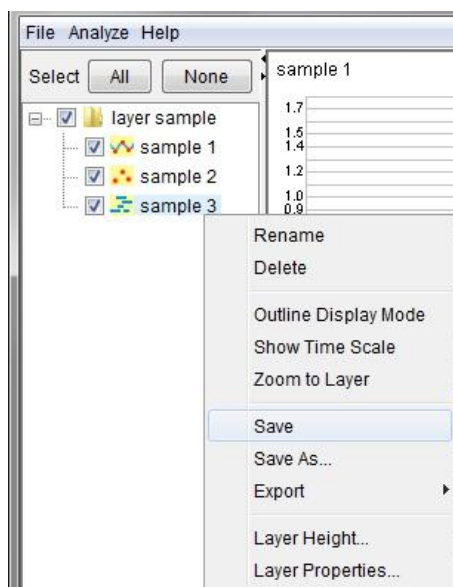 File Analyze Help
Select All None
layer sample
sample 1
sample 2
sample 3
sample 1
1.7
1.5
1.4
1.2
1.0
0.9
Rename
Delete
Outline Display Mode
Show Time Scale
Zoom to Layer
Save
Save As...
Export
Layer Height...
Layer Properties...